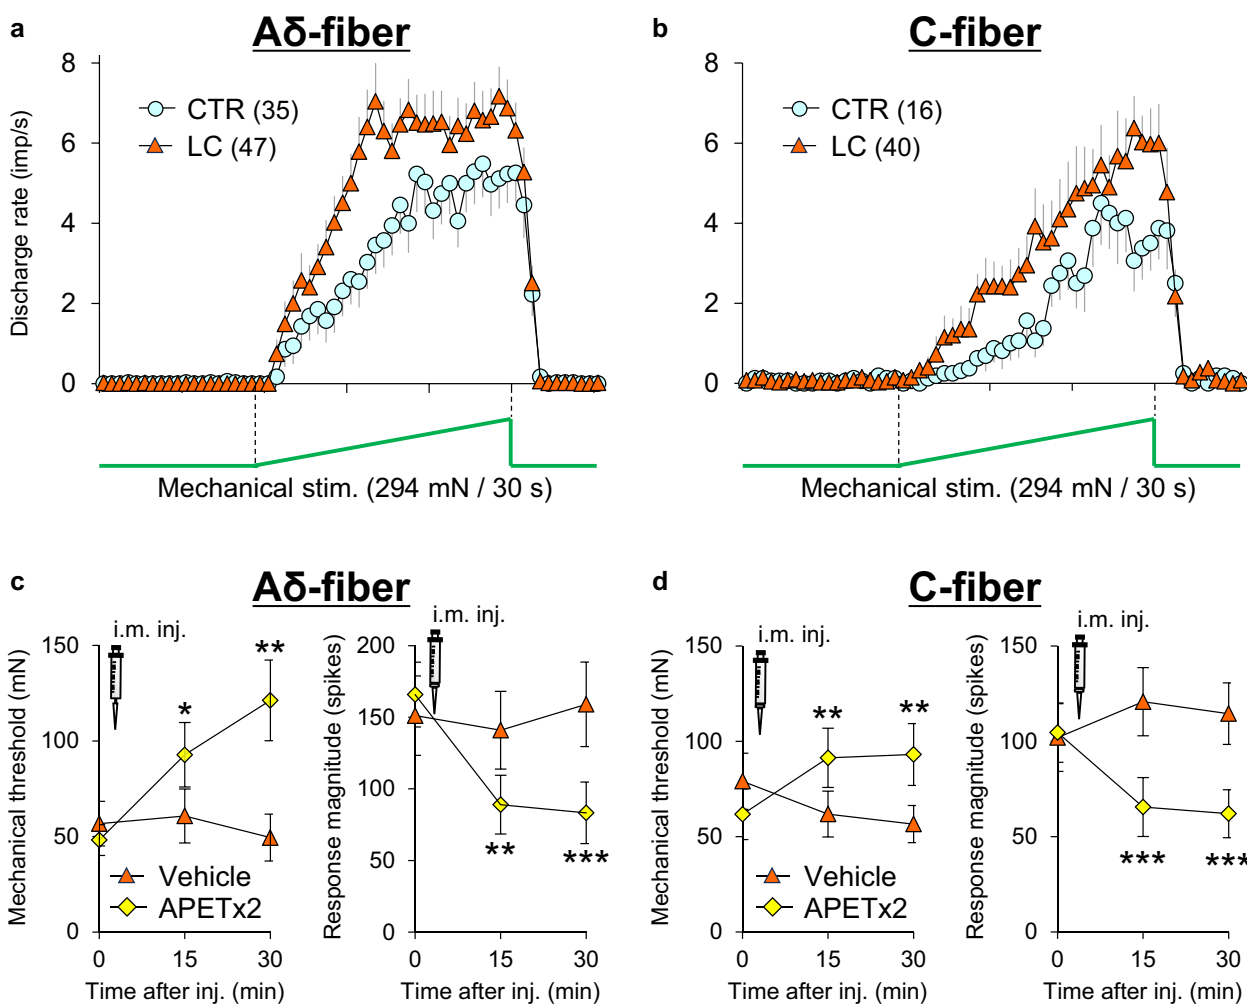 a
Aδ-fiber
b
C-fiber
8
6
4
2
0
Discharge rate (imp/s)
CTR (35)
LC (47)
8
6
4
2
0
CTR (16)
LC (40)
Mechanical stim. (294 mN / 30 s)
Mechanical stim. (294 mN / 30 s)
c
Aδ-fiber
d
C-fiber
i.m. inj.
Mechanical threshold (mN)
150
100
50
0
*
**
Vehicle
APETx2
0 15 30
Time after inj. (min)
i.m. inj.
Response magnitude (spikes)
200
150
100
50
0
**
***
0 15 30
Time after inj. (min)
i.m. inj.
Mechanical threshold (mN)
150
100
50
0
**
**
Vehicle
APETx2
0 15 30
Time after inj. (min)
i.m. inj.
Response magnitude (spikes)
150
100
50
0
***
***
0 15 30
Time after inj. (min)